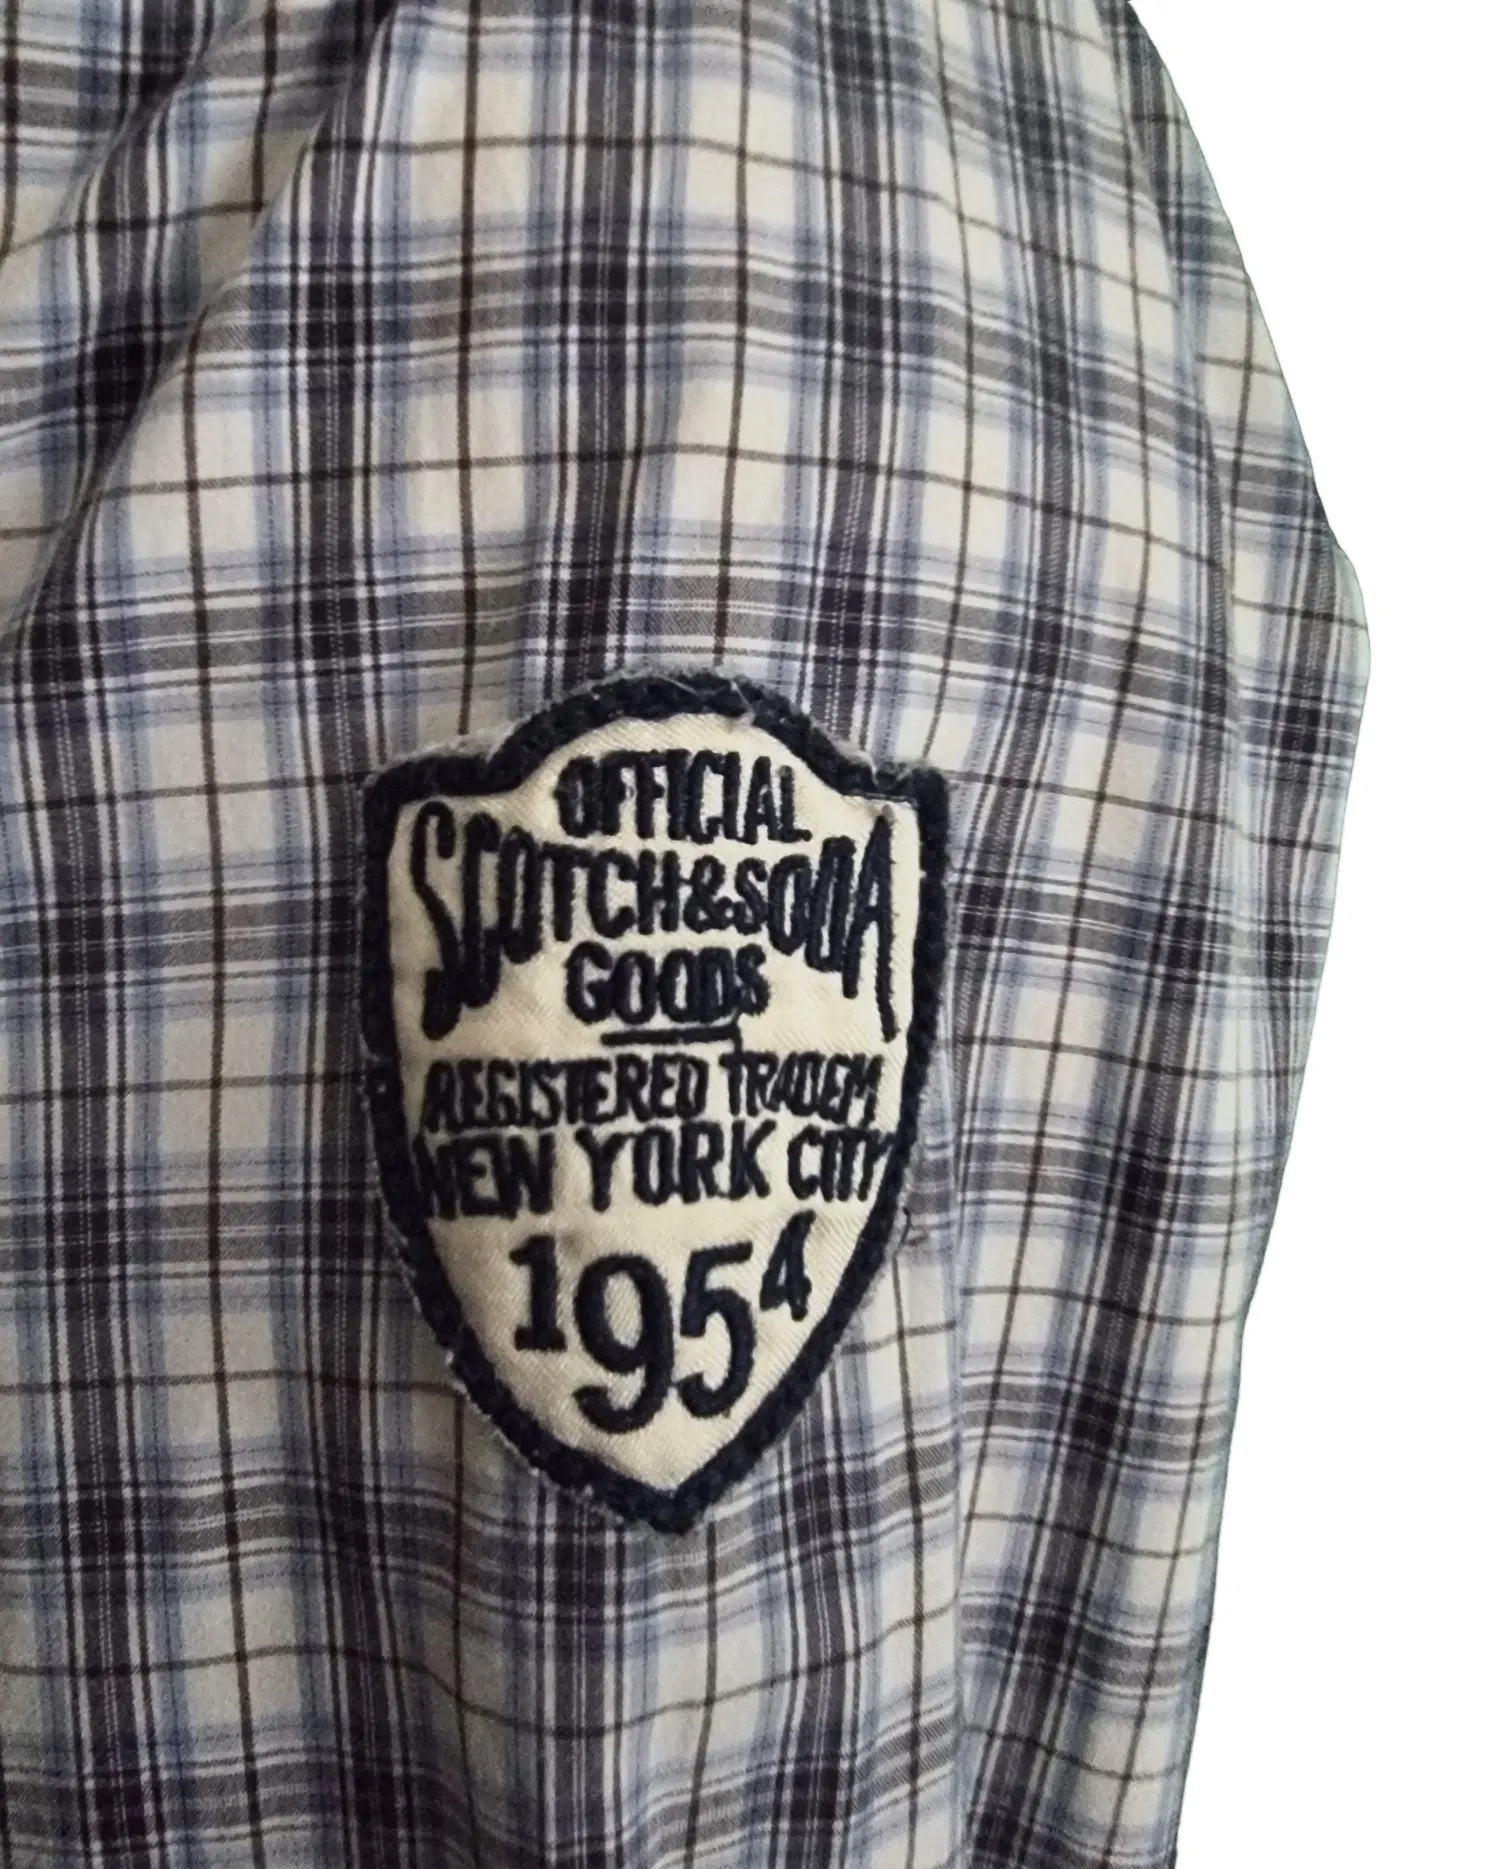 OFFICIAL
SCOTCH&SODA
GOODS
REGISTERED TRADEM
NEW YORK CITY
1954